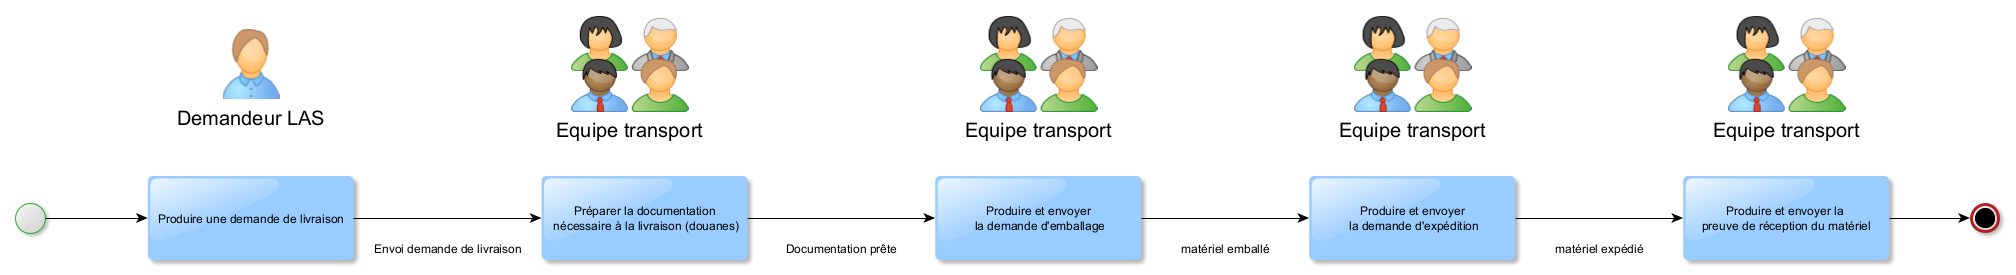 Demandeur LAS
Equipe transport
Equipe transport
Equipe transport
Equipe transport
Produire une demande de livraison
Envoi demande de livraison
Préparer la documentation
nécessaire à la livraison (douanes)
Documentation prête
Produire et envoyer
la demande d'emballage
matériel emballé
Produire et envoyer
la demande d'expédition
matériel expédié
Produire et envoyer la
preuve de réception du matériel